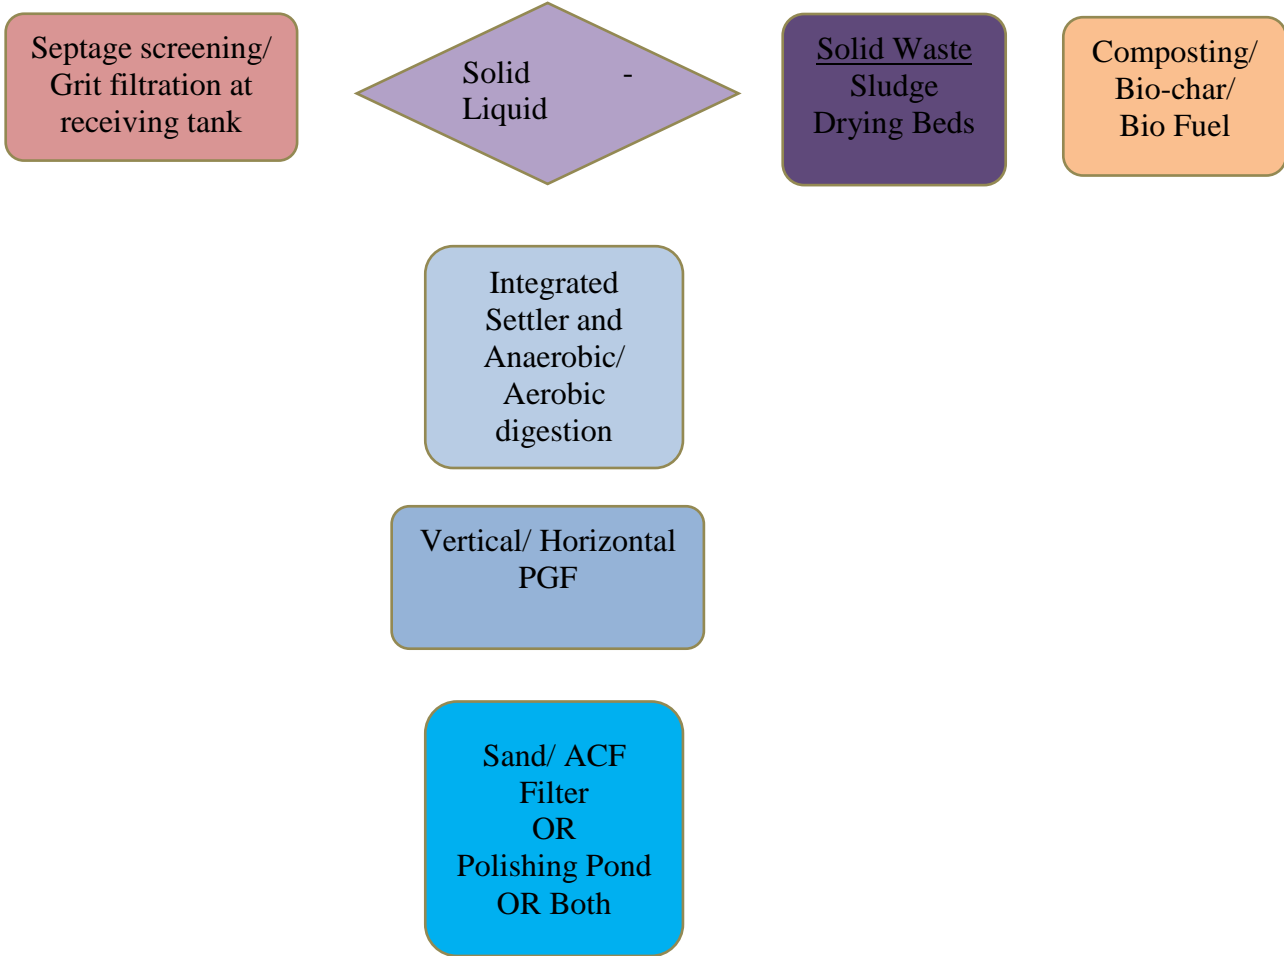 Septage screening/
Grit filtration at
receiving tank
Solid -
Liquid
Solid Waste
Sludge
Drying Beds
Composting/
Bio-char/
Bio Fuel
Integrated
Settler and
Anaerobic/
Aerobic
digestion
Vertical/ Horizontal
PGF
Sand/ ACF
Filter
OR
Polishing Pond
OR Both